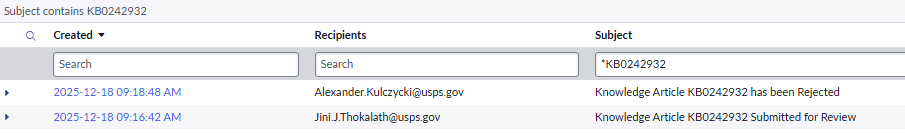 Subject contains KB0242932
Created Recipients Subject
Search Search *KB0242932
2025-12-18 09:18:48 AM Alexander.Kulczycki@usps.gov Knowledge Article KB0242932 has been Rejected
2025-12-18 09:16:42 AM Jini.J.Thokalath@usps.gov Knowledge Article KB0242932 Submitted for Review